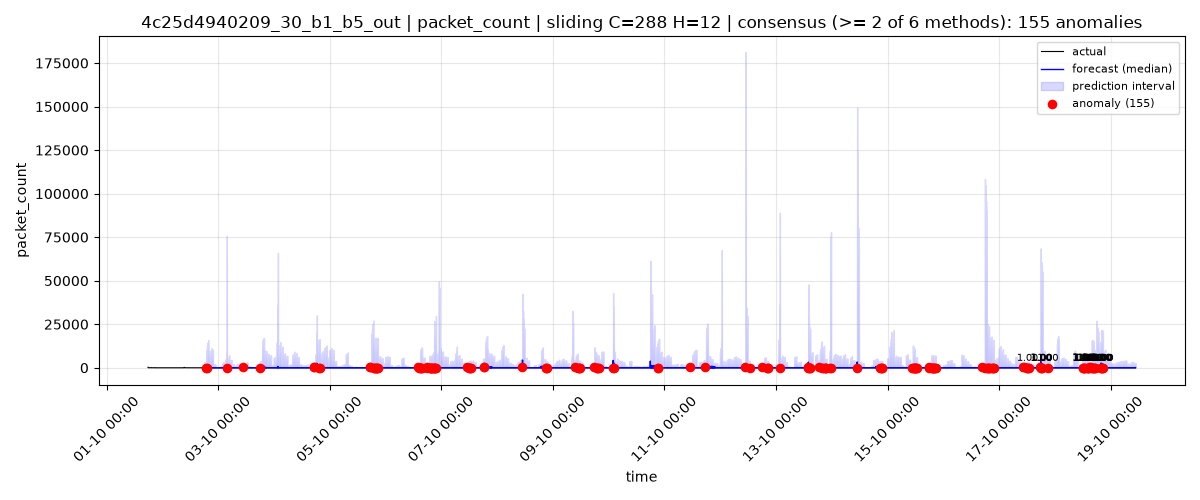 4c25d4940209_30_b1_b5_out | packet_count | sliding C=288 H=12 | consensus (>= 2 of 6 methods): 155 anomalies
175000
150000
125000
100000
75000
50000
25000
0
packet_count
actual
forecast (median)
prediction interval
anomaly (155)
01-10 00:00
03-10 00:00
05-10 00:00
07-10 00:00
09-10 00:00
11-10 00:00
13-10 00:00
15-10 00:00
17-10 00:00
19-10 00:00
time